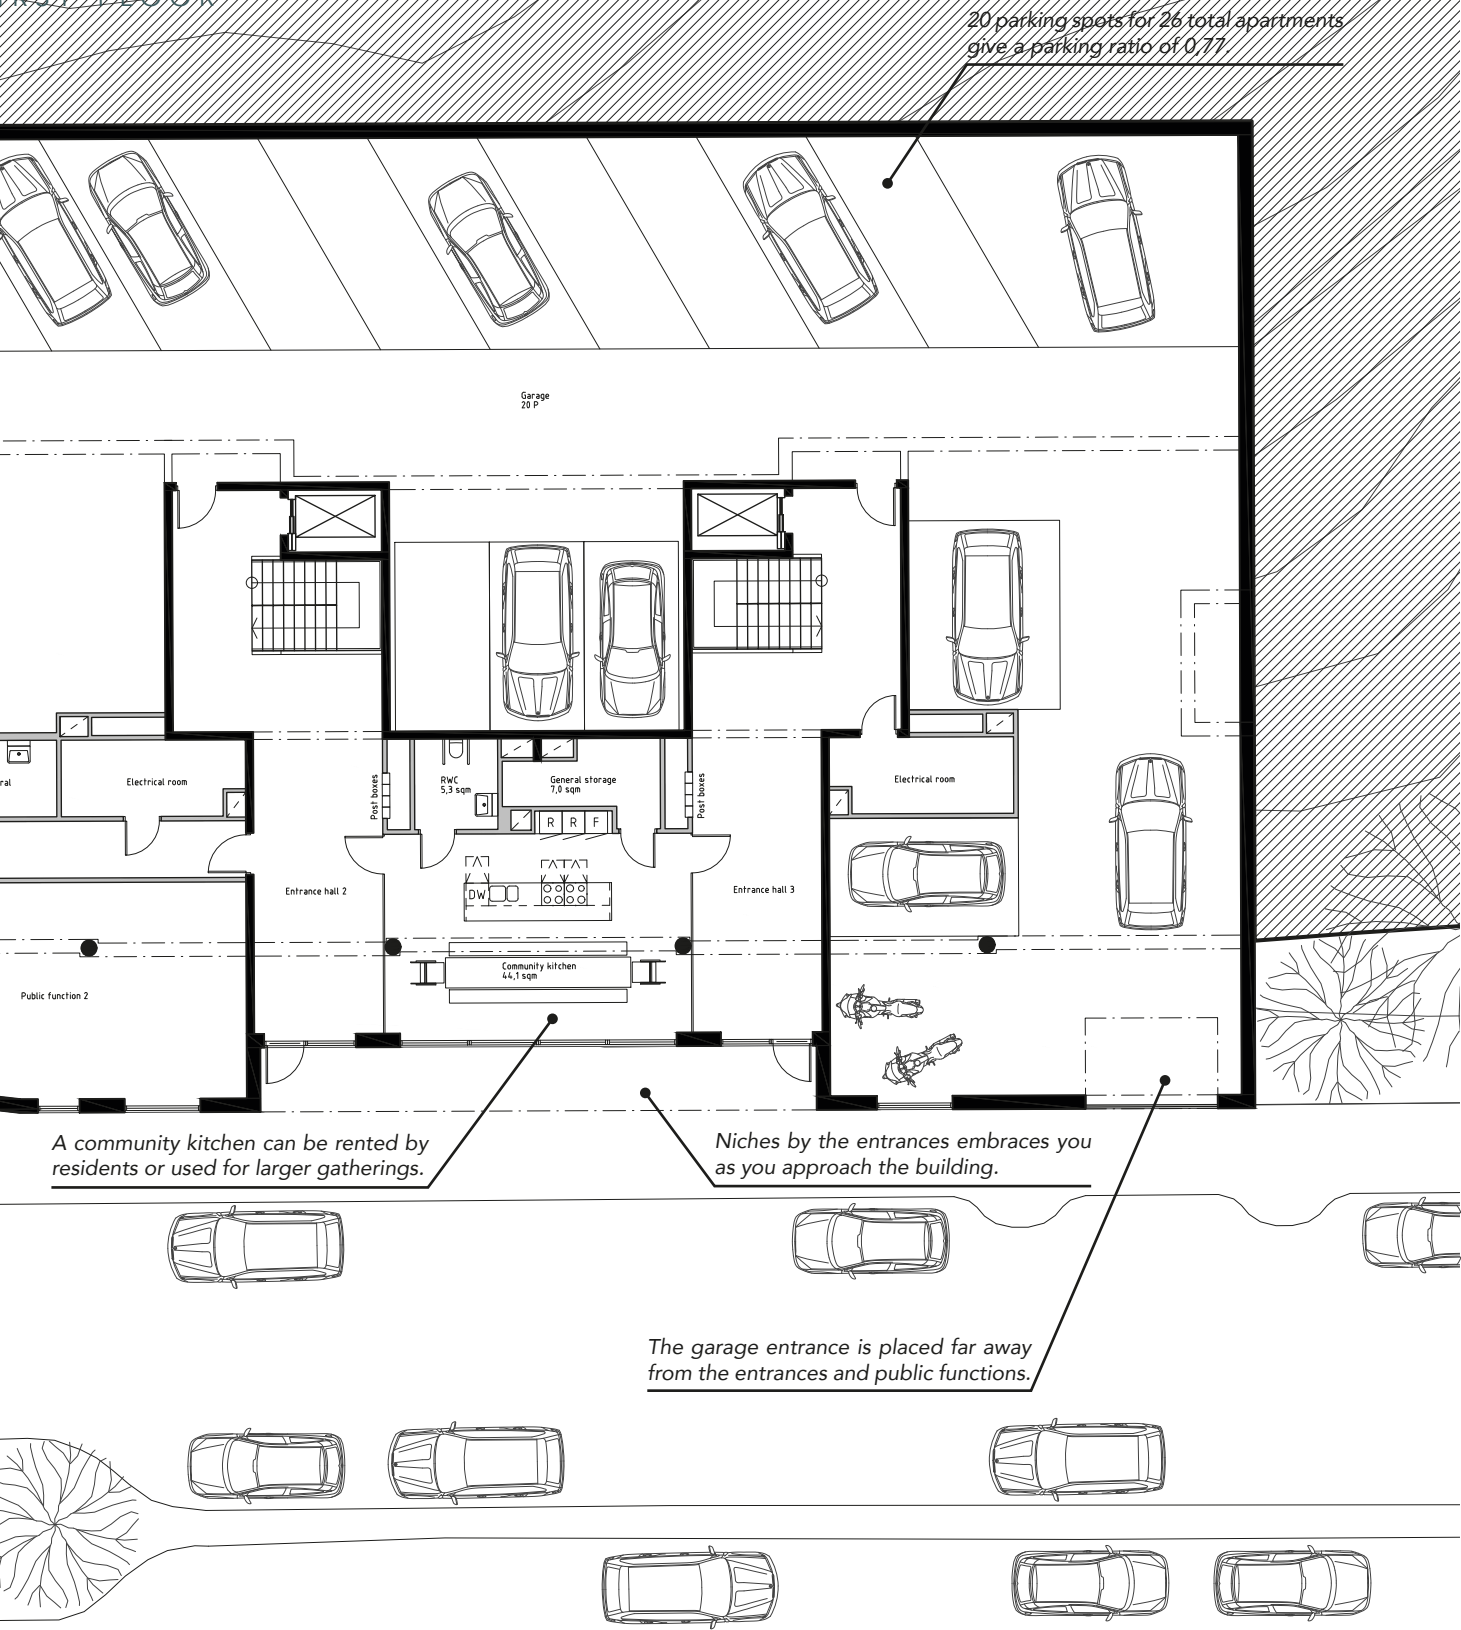 FLOOR
20 parking spots for 26 total apartments
give a parking ratio of 0,77.
Garage
20 P
ral
Electrical room
Post boxes
RWC
5,3 sqm
General storage
7,0 sqm
Post boxes
Electrical room
R R F
Entrance hall 2
DW
Entrance hall 3
Community kitchen
44,1 sqm
Public function 2
A community kitchen can be rented by
residents or used for larger gatherings.
Niches by the entrances embraces you
as you approach the building.
The garage entrance is placed far away
from the entrances and public functions.